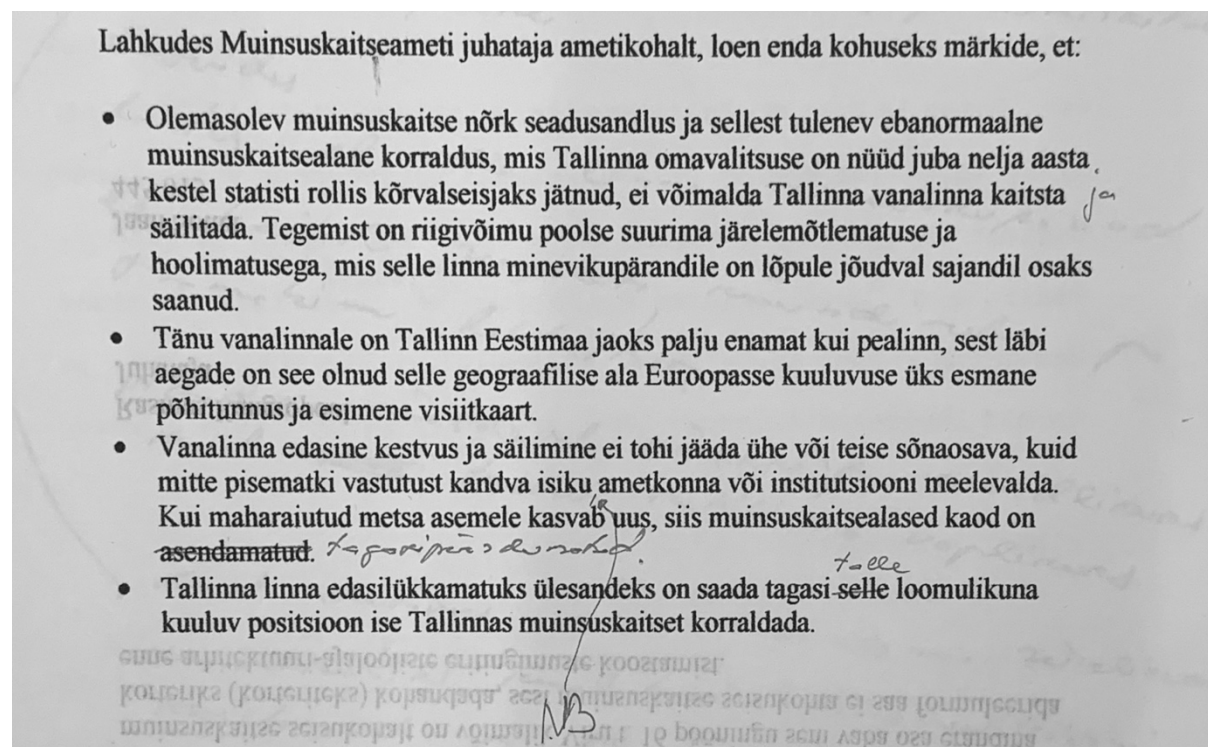 Lahkudes Muinsuskaitseameti juhataja ametikohalt, loen enda kohuseks märkide, et:
• Olemasolev muinsuskaitse nõrk seadusandlus ja sellest tulenev ebanormaalne
muinsuskaitsealane korraldus, mis Tallinna omavalitsuse on nüüd juba nelja aasta
kestel statisti rollis kõrvalseisjaks jätnud, ei võimalda Tallinna vanalinna kaitsta ja
säilitada. Tegemist on riigivõimu poolse suurima järelemõtlematuse ja
hoolimatusega, mis selle linna minevikupärandile on lõpule jõudval sajandil osaks
saanud.
• Tänu vanalinnale on Tallinn Eestimaa jaoks palju enamat kui pealinn, sest läbi
aegade on see olnud selle geograafilise ala Euroopasse kuuluvuse üks esmane
põhitunnus ja esimene visiitkaart.
• Vanalinna edasine kestvus ja säilimine ei tohi jääda ühe või teise sõnaosava, kuid
mitte pisematki vastutust kandva isiku ametkonna või institutsiooni meelevalda.
Kui maharaiutud metsa asemele kasvab uus, siis muinsuskaitsealased kaod on
asendamatud.
talle
• Tallinna linna edasilükkamatuks ülesandeks on saada tagasi selle loomulikuna
kuuluv positsioon ise Tallinnas muinsuskaitset korraldada.
NB